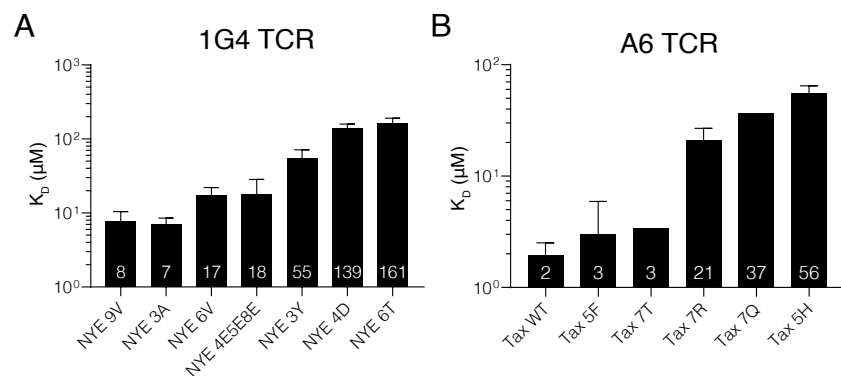 A
1G4 TCR
K_D (μM)
10³
10²
10¹
10⁰
8
7
17
18
55
139
161
NYE 9V
NYE 3A
NYE 6V
NYE 4E5E8E
NYE 3Y
NYE 4D
NYE 6T
B
A6 TCR
K_D (μM)
10²
10¹
10⁰
2
3
3
21
37
56
Tax WT
Tax 5F
Tax 7T
Tax 7R
Tax 7Q
Tax 5H